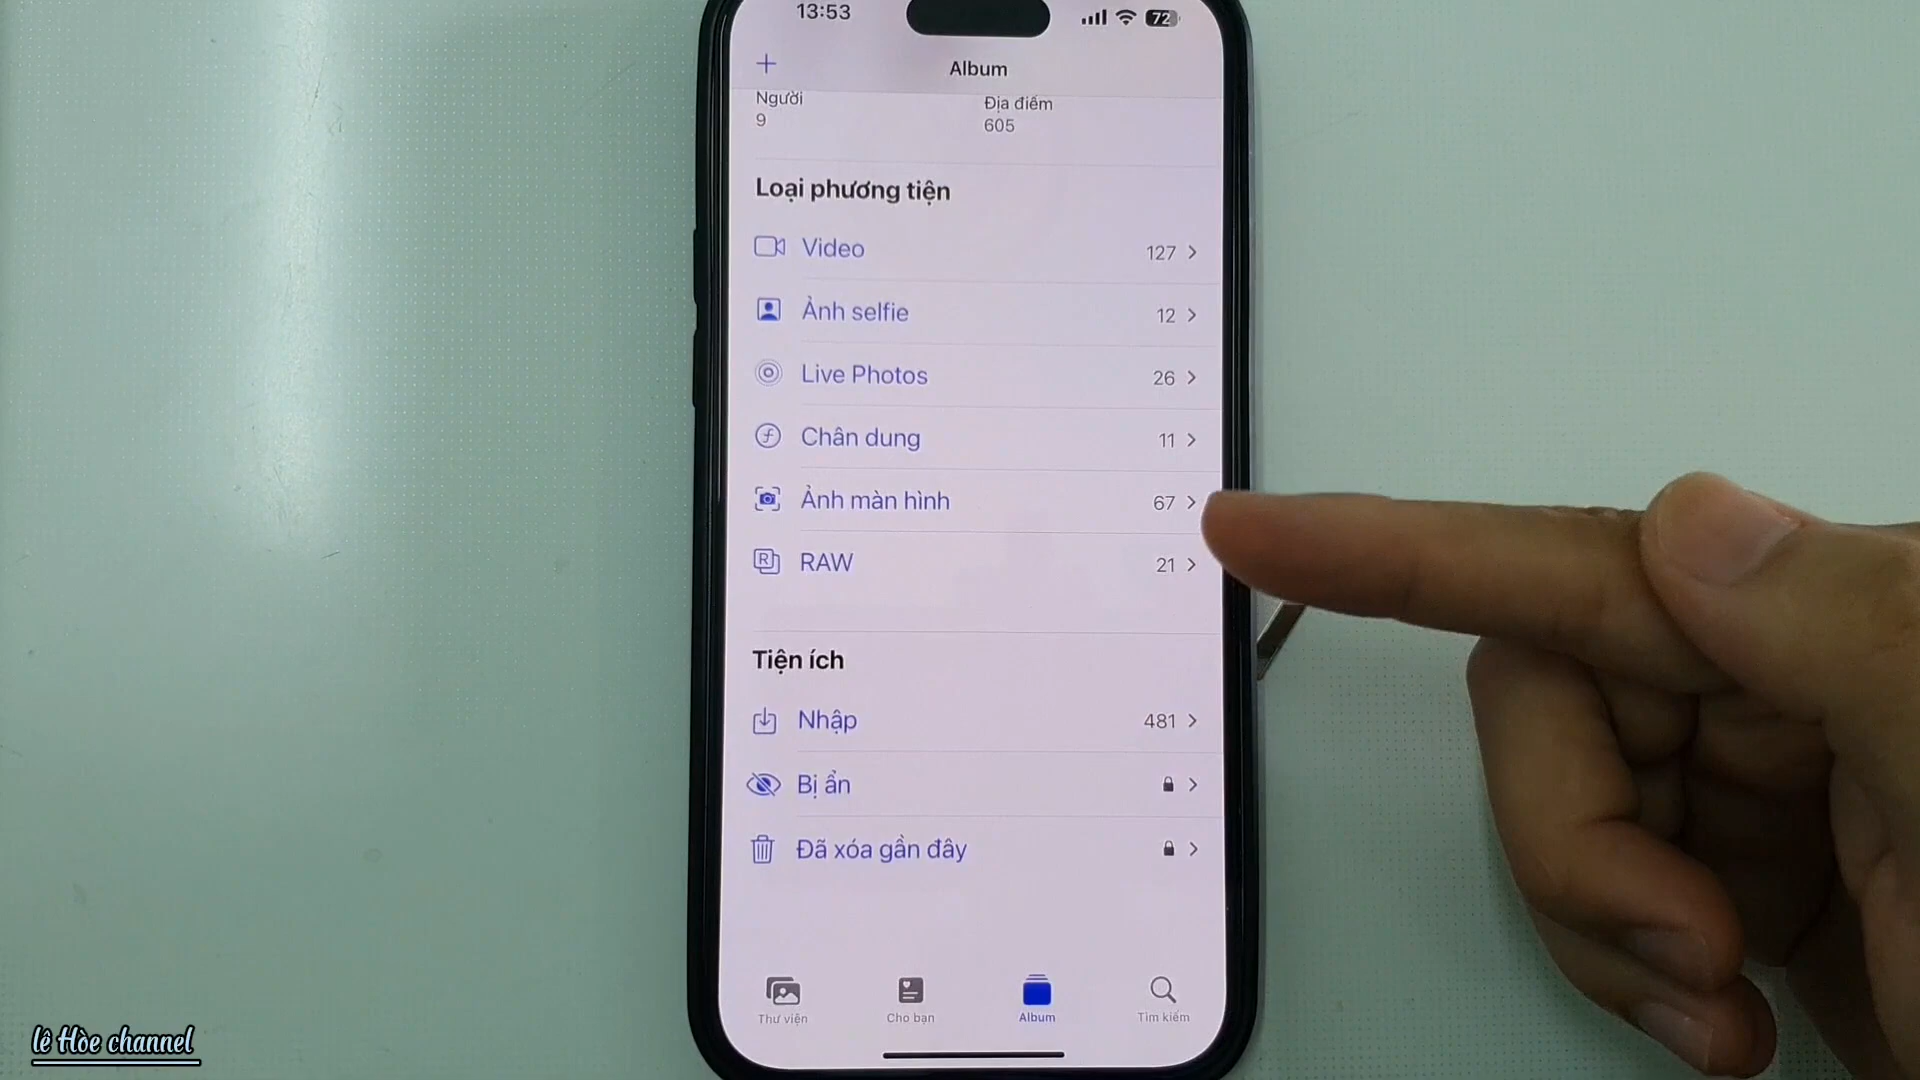 13:53
72
Album
Người
9
Địa điểm
605
Loại phương tiện
Video 127
Ảnh selfie 12
Live Photos 26
Chân dung 11
Ảnh màn hình 67
RAW 21
Tiện ích
Nhập 481
Bị ẩn
Đã xóa gần đây
Thư viện
Cho bạn
Album
Tìm kiếm
lê Hòe channel